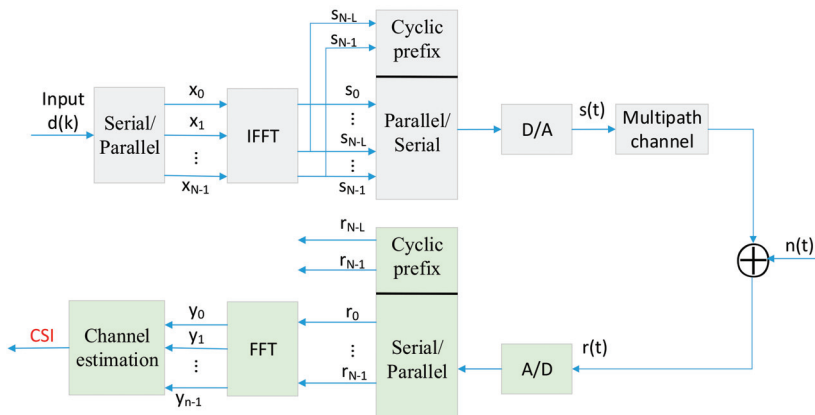 Input
d(k)
Serial/
Parallel
x0
x1
...
xN-1
IFFT
sN-L
sN-1
s0
...
sN-L
...
sN-1
Cyclic
prefix
Parallel/
Serial
D/A
s(t)
Multipath
channel
n(t)
r(t)
A/D
Cyclic
prefix
Serial/
Parallel
rN-L
rN-1
r0
...
rN-1
FFT
y0
y1
...
yn-1
Channel
estimation
CSI